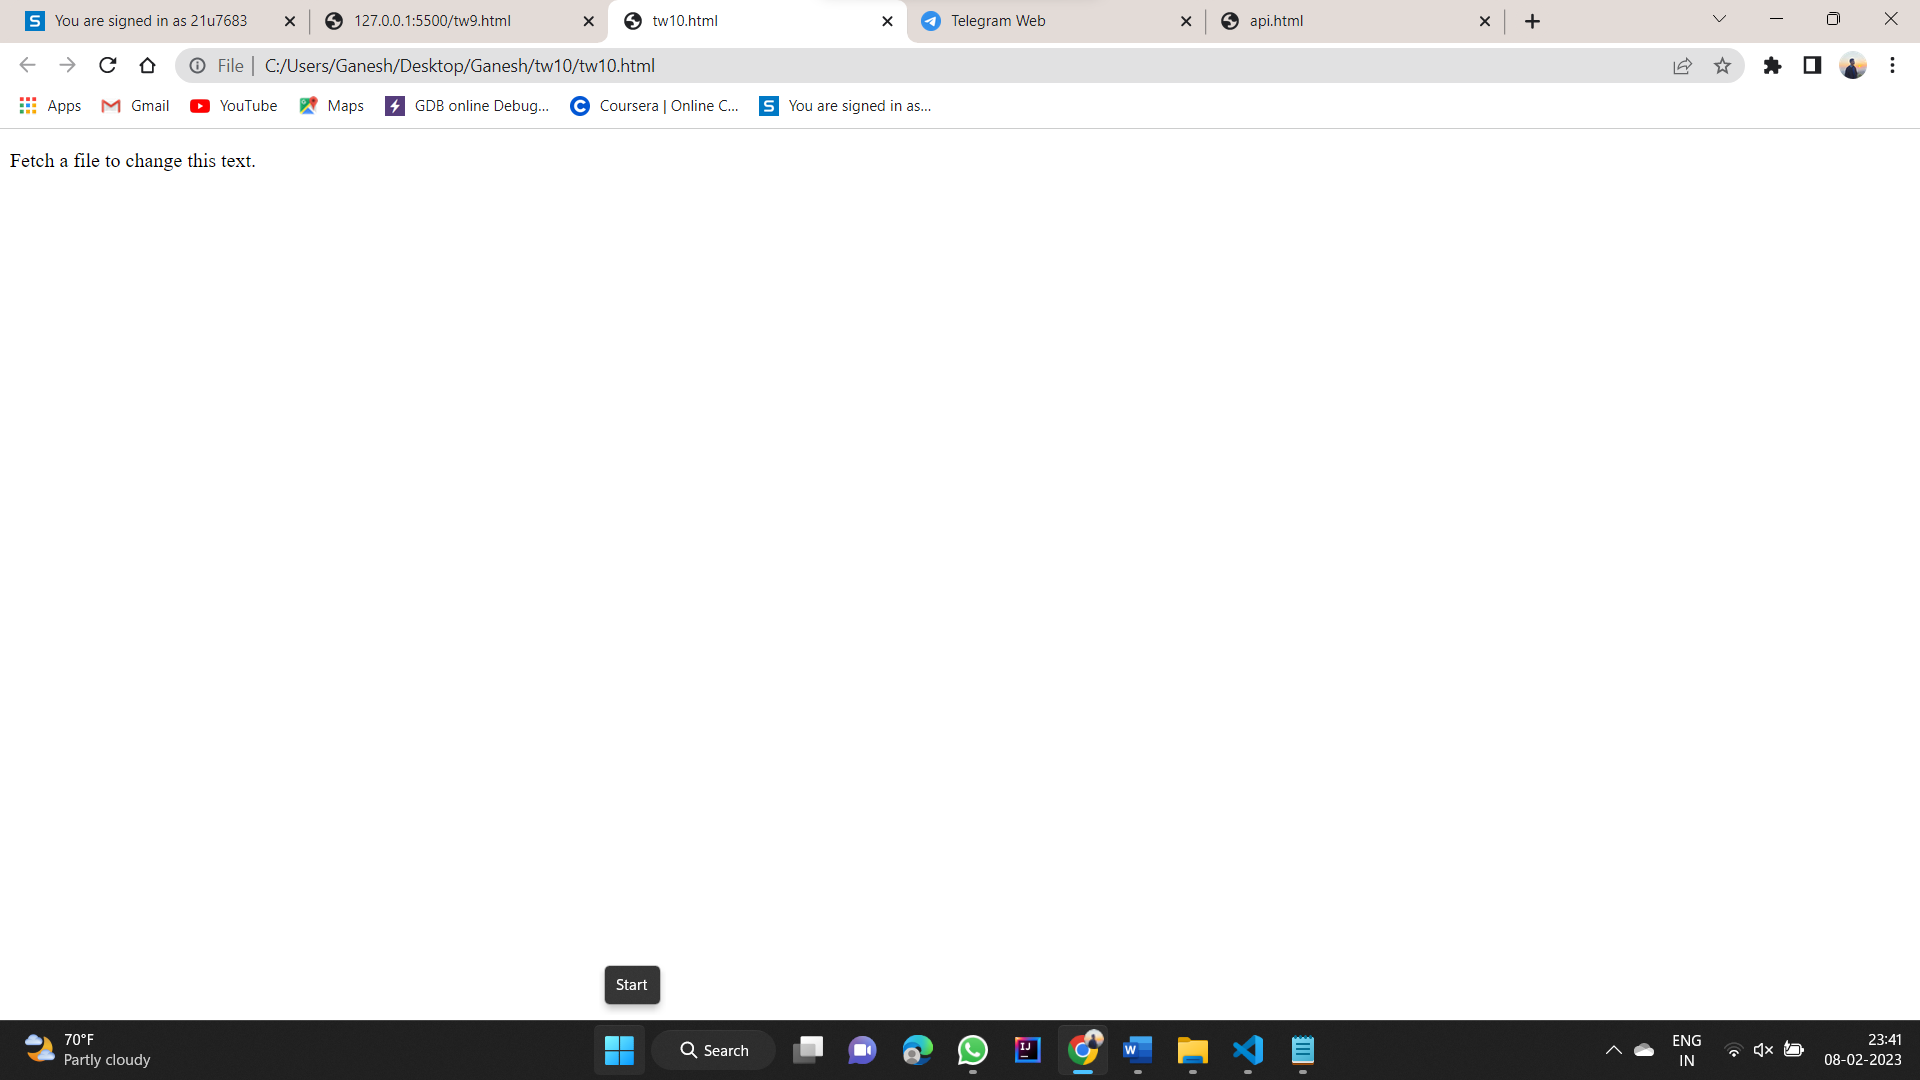 You are signed in as 21u7683
127.0.0.1:5500/tw9.html
tw10.html
Telegram Web
api.html
File
C:/Users/Ganesh/Desktop/Ganesh/tw10/tw10.html
Apps
Gmail
YouTube
Maps
GDB online Debug...
Coursera | Online C...
You are signed in as...
Fetch a file to change this text.
Start
70°F
Partly cloudy
Search
ENG
IN
23:41
08-02-2023